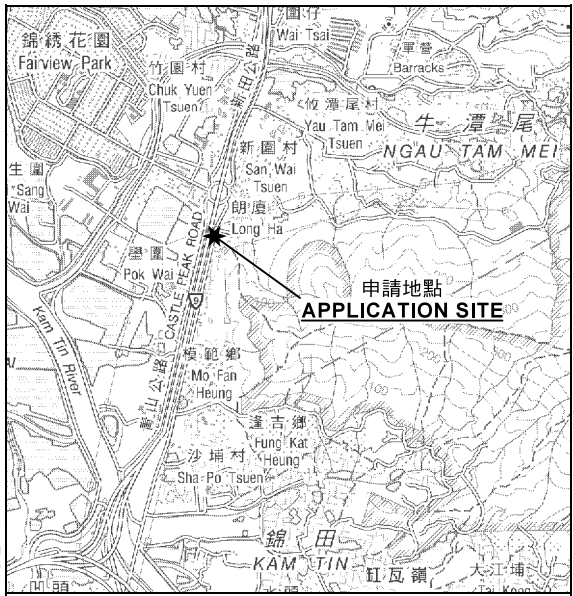 錦綉花園
Fairview Park
圍仔
Wai Tsai
軍營
Barracks
竹園村
Chuk Yuen
Tsuen
新田公路
攸潭尾村
Yau Tam Mei
Tsuen
牛潭尾
NGAU TAM MEI
新圍村
San Wai
Tsuen
生圍
Sang
Wai
朗廈
Long Ha
CASTLE PEAK ROAD
壆圍
Pok Wai
申請地點
APPLICATION SITE
Kam Tin River
100
500
100
模範鄉
Mo Fan
Heung
青山公路
逢吉鄉
Fung Kat
Heung
沙埔村
Sha Po Tsuen
錦田
KAM TIN
缸瓦嶺
大江埔